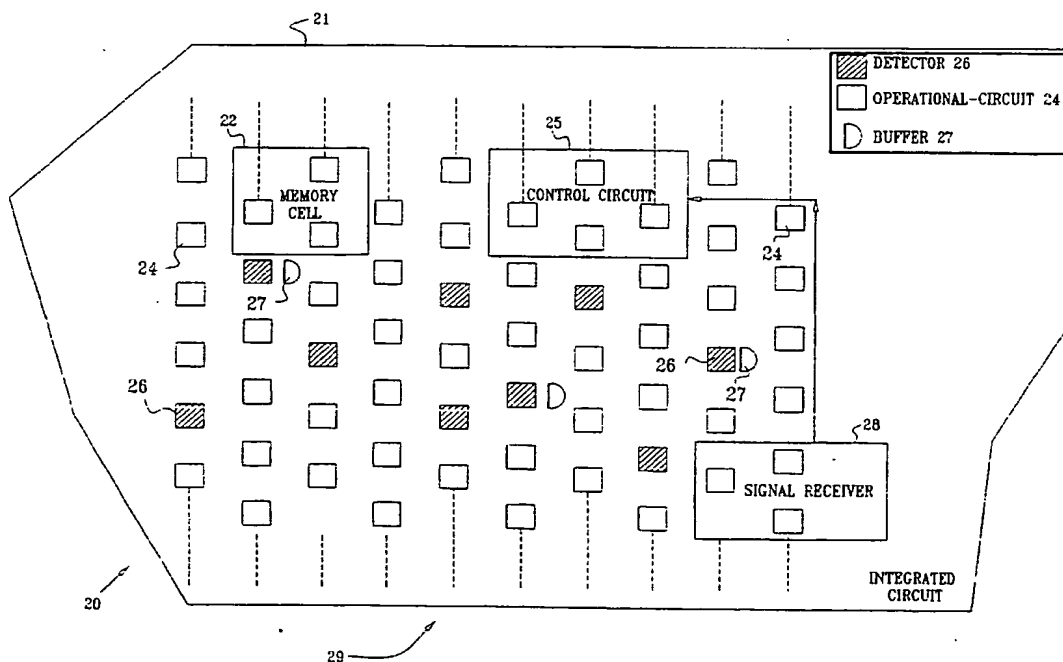 21
DETECTOR 26
OPERATIONAL-CIRCUIT 24
BUFFER 27
22
25
MEMORY
CELL
CONTROL CIRCUIT
24
24
27
26
26
27
28
SIGNAL RECEIVER
INTEGRATED
CIRCUIT
20
29